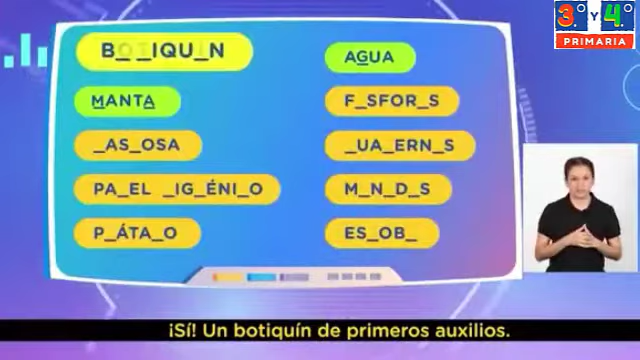 3.º Y 4.º
PRIMARIA
BOTIQUIN
AGUA
MANTA
F_SFOR_S
_AS_OSA
_UA_ERN_S
PA_EL _IG_ÉNI_O
M_N_D_S
P_ÁTA_O
ES_OB_
¡Sí! Un botiquín de primeros auxilios.